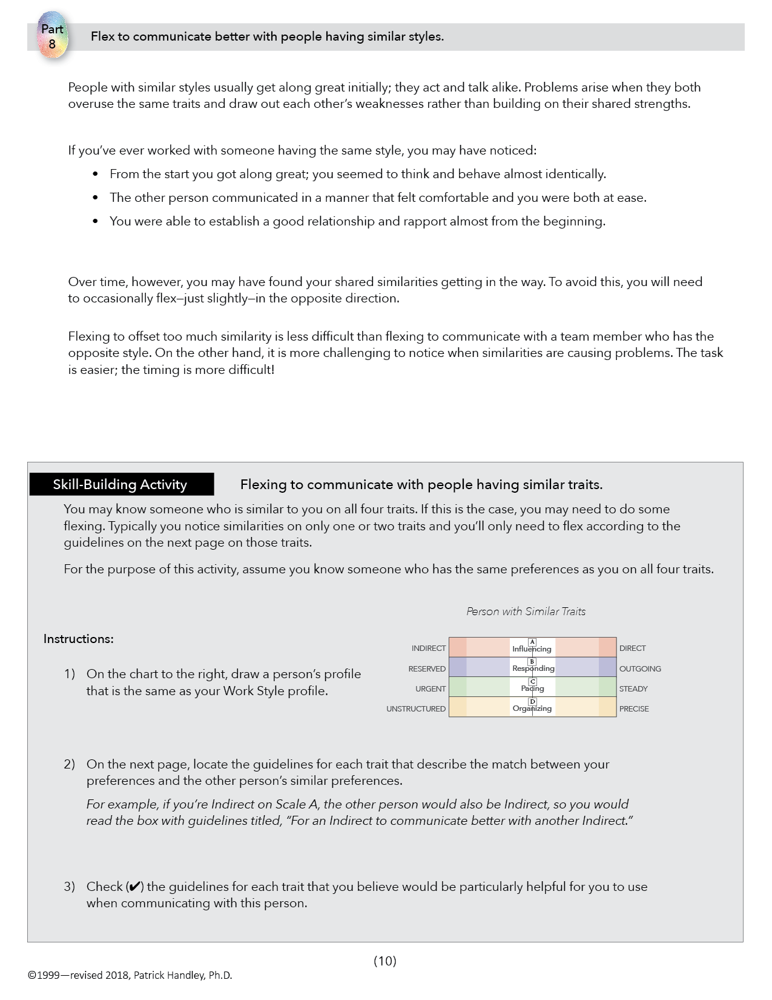 Part
8
Flex to communicate better with people having similar styles.
People with similar styles usually get along great initially; they act and talk alike. Problems arise when they both
overuse the same traits and draw out each other’s weaknesses rather than building on their shared strengths.
If you’ve ever worked with someone having the same style, you may have noticed:
• From the start you got along great; you seemed to think and behave almost identically.
• The other person communicated in a manner that felt comfortable and you were both at ease.
• You were able to establish a good relationship and rapport almost from the beginning.
Over time, however, you may have found your shared similarities getting in the way. To avoid this, you will need
to occasionally flex—just slightly—in the opposite direction.
Flexing to offset too much similarity is less difficult than flexing to communicate with a team member who has the
opposite style. On the other hand, it is more challenging to notice when similarities are causing problems. The task
is easier; the timing is more difficult!
Skill-Building Activity
Flexing to communicate with people having similar traits.
You may know someone who is similar to you on all four traits. If this is the case, you may need to do some
flexing. Typically you notice similarities on only one or two traits and you’ll only need to flex according to the
guidelines on the next page on those traits.
For the purpose of this activity, assume you know someone who has the same preferences as you on all four traits.
Person with Similar Traits
Instructions:
INDIRECT A Influencing DIRECT
RESERVED B Responding OUTGOING
URGENT C Pacing STEADY
UNSTRUCTURED D Organizing PRECISE
1) On the chart to the right, draw a person’s profile
that is the same as your Work Style profile.
2) On the next page, locate the guidelines for each trait that describe the match between your
preferences and the other person’s similar preferences.
For example, if you’re Indirect on Scale A, the other person would also be Indirect, so you would
read the box with guidelines titled, “For an Indirect to communicate better with another Indirect.”
3) Check (✔) the guidelines for each trait that you believe would be particularly helpful for you to use
when communicating with this person.
(10)
©1999—revised 2018, Patrick Handley, Ph.D.